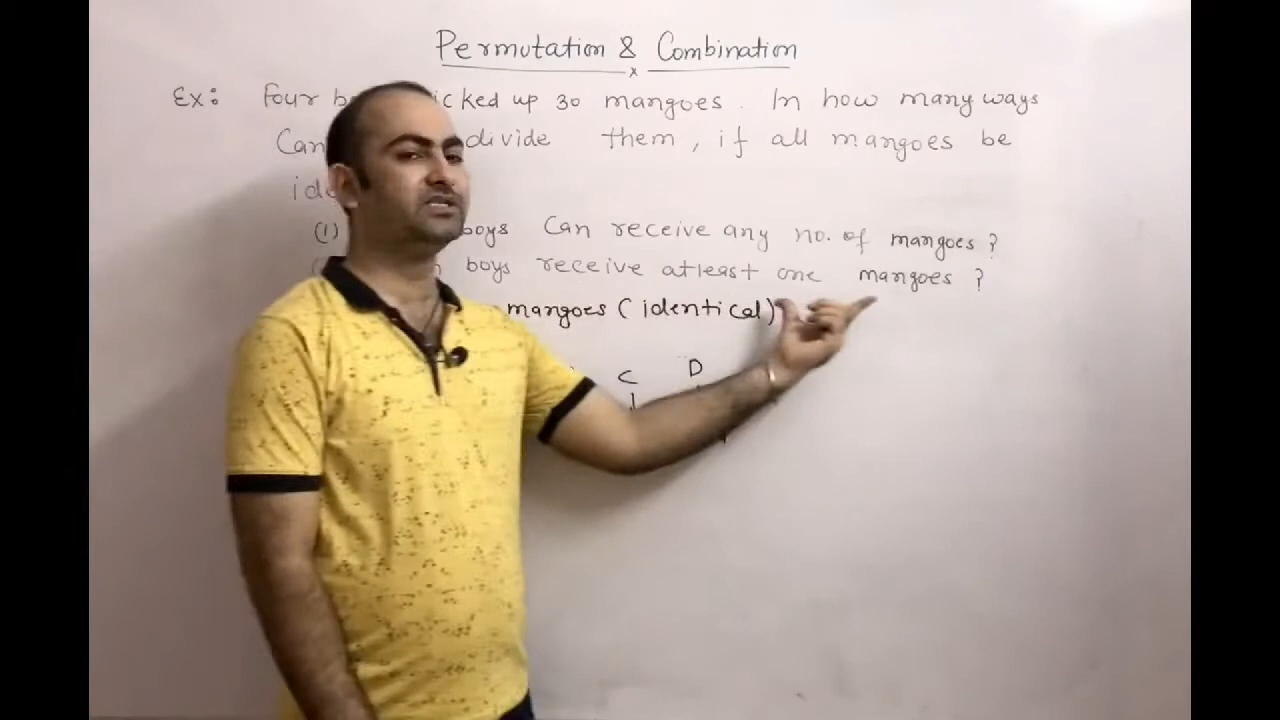 Permutation & Combination
x
Ex: Four icked up 30 mangoes. In how many ways
Can divide them, if all mangoes be
(1) boys Can receive any no. of mangoes?
boys receive atleast one mangoes?
mangoes (identical)
C D